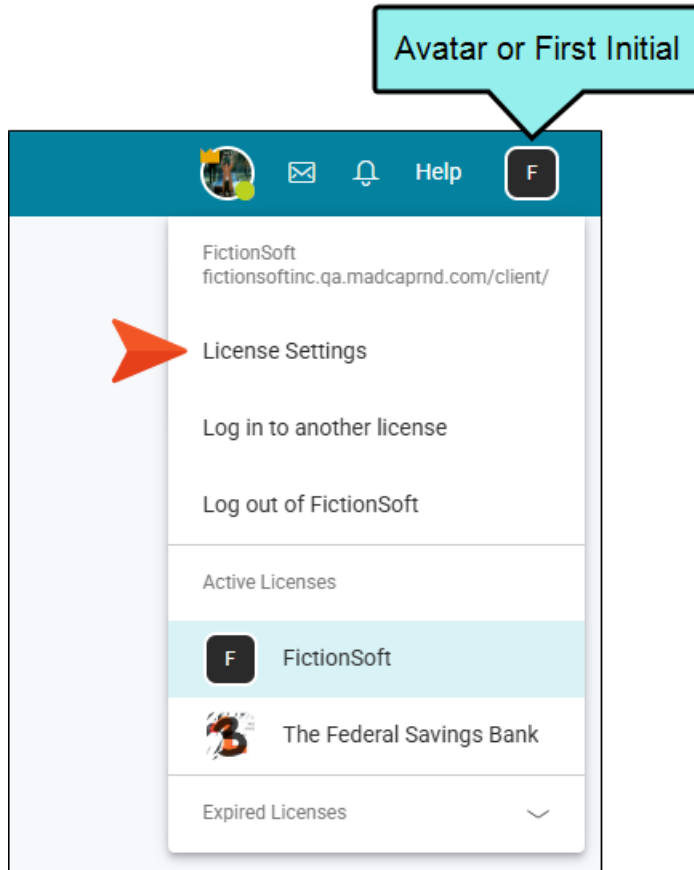 Avatar or First Initial
Help
F
FictionSoft
fictionsoftinc.qa.madcaprnd.com/client/
License Settings
Log in to another license
Log out of FictionSoft
Active Licenses
F FictionSoft
The Federal Savings Bank
Expired Licenses